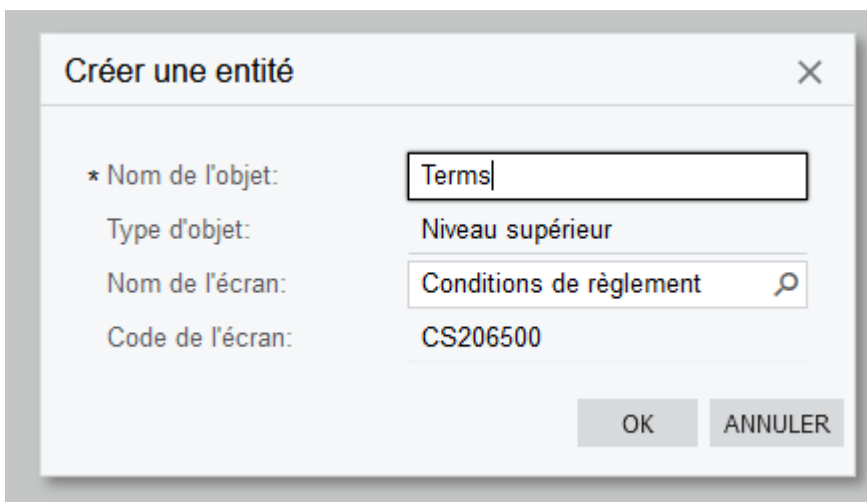 Créer une entité
* Nom de l'objet: Terms
Type d'objet: Niveau supérieur
Nom de l'écran: Conditions de règlement
Code de l'écran: CS206500
OK ANNULER